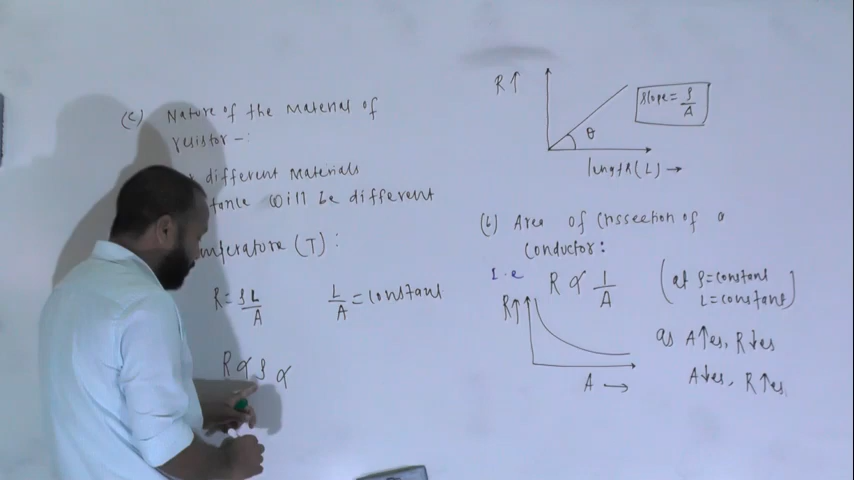 (c) Nature of the Material of
resistor -:
different Materials
will be different
(T) :
R = ρL/A
L/A = constant
R ∝ ρ ∝
R↑
θ
slope = ρ/A
length (L) →
(b) Area of Crossection of a
Conductor:
I.e R ∝ 1/A
(at ρ=constant
L=constant)
R↑
A →
as A↑es, R↓es
A↓es, R↑es